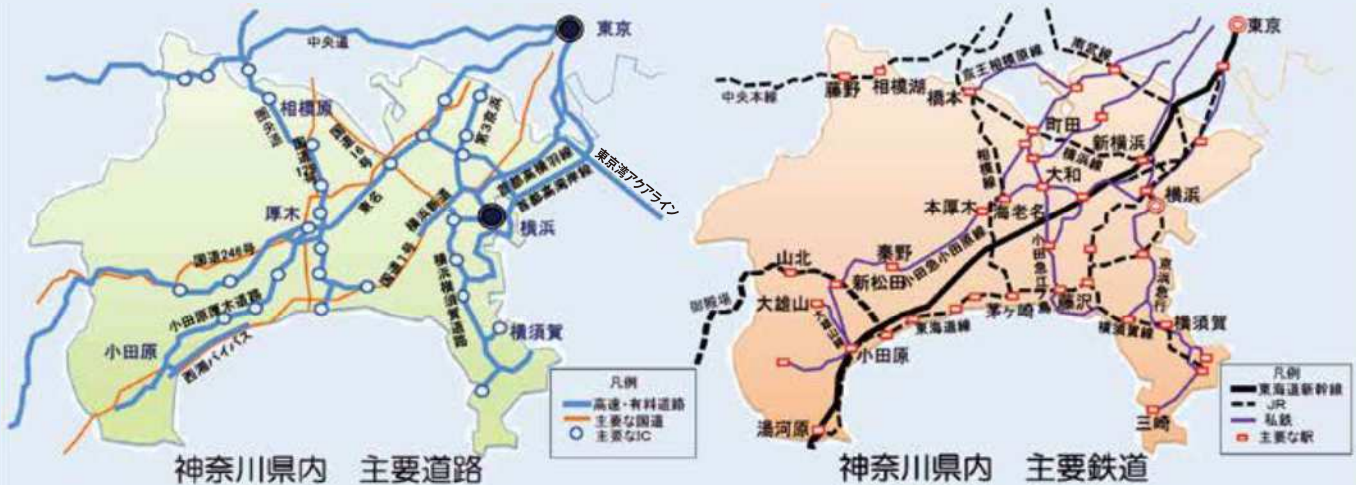 東京
中央道
相模原
圏央道
国道129号
国道16号
第3京浜
首都高横羽線
首都高湾岸線
東京湾アクアライン
東名
横浜新道
厚木
横浜
国道246号
国道1号
横浜横須賀道路
小田原厚木道路
小田原
西湘バイパス
横須賀
凡例
高速・有料道路
主要な国道
主要なIC
神奈川県内 主要道路
東京
南武線
京王相模原線
中央本線
藤野
相模湖
橋本
町田
新横浜
横浜線
相模線
大和
横浜
本厚木
海老名
秦野
小田急小田原線
山北
新松田
小田急江ノ島
御殿場
大雄山
京浜急行
藤沢
茅ヶ崎
東海道線
横須賀線
横須賀
小田原
三崎
湯河原
凡例
東海道新幹線
JR
私鉄
主要な駅
神奈川県内 主要鉄道